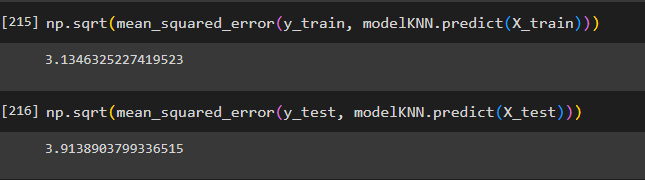 [215] np.sqrt(mean_squared_error(y_train, modelKNN.predict(X_train)))
3.1346325227419523
[216] np.sqrt(mean_squared_error(y_test, modelKNN.predict(X_test)))
3.9138903799336515